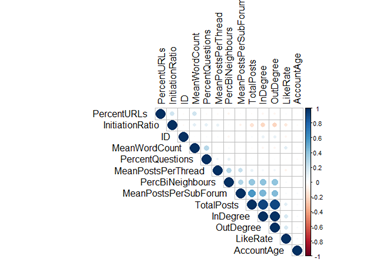 PercentURLs
InitiationRatio
ID
MeanWordCount
PercentQuestions
MeanPostsPerThread
PercBiNeighbours
MeanPostsPerSubForum
TotalPosts
InDegree
OutDegree
LikeRate
AccountAge
PercentURLs
InitiationRatio
ID
MeanWordCount
PercentQuestions
MeanPostsPerThread
PercBiNeighbours
MeanPostsPerSubForum
TotalPosts
InDegree
OutDegree
LikeRate
AccountAge
1
0.8
0.6
0.4
0.2
0
-0.2
-0.4
-0.6
-0.8
-1